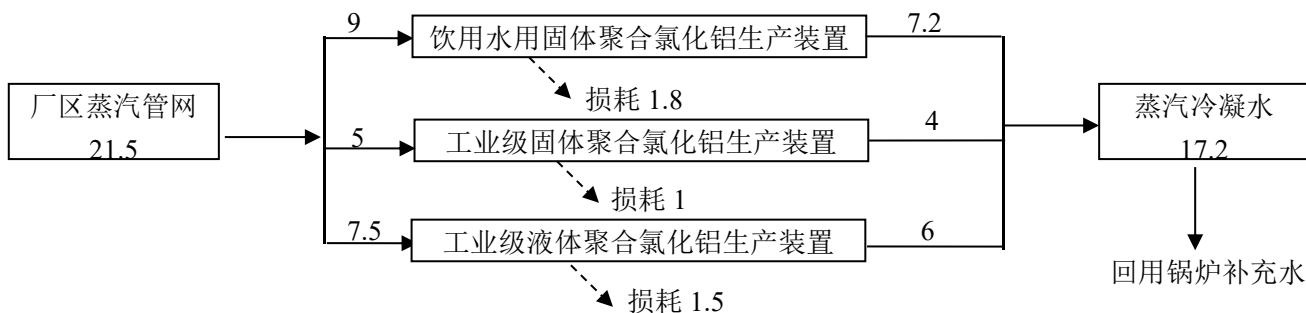 9
饮用水用固体聚合氯化铝生产装置
7.2
损耗 1.8
厂区蒸汽管网
21.5
5
工业级固体聚合氯化铝生产装置
4
损耗 1
7.5
工业级液体聚合氯化铝生产装置
6
损耗 1.5
蒸汽冷凝水
17.2
回用锅炉补充水